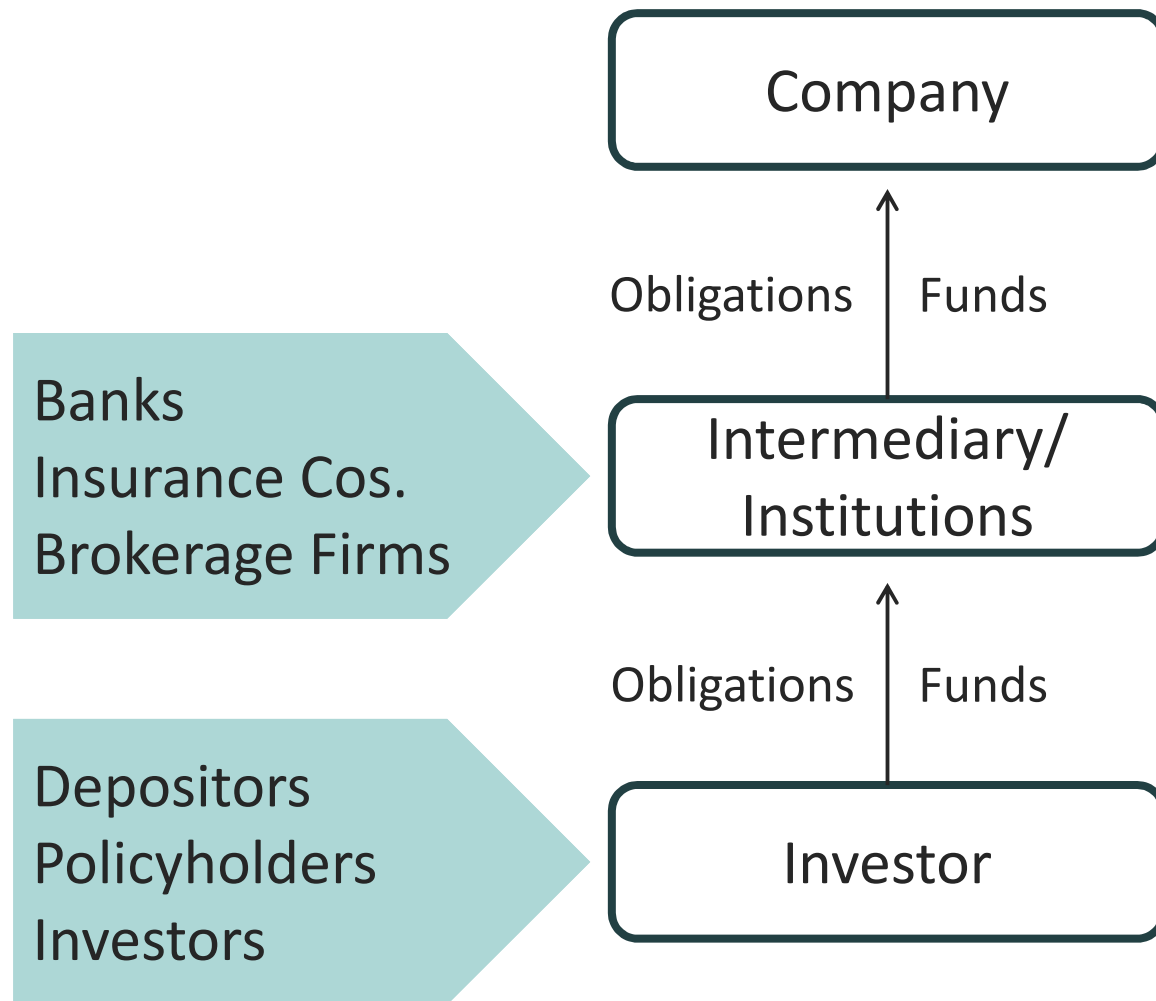 Company
Obligations Funds
Banks
Insurance Cos.
Brokerage Firms
Intermediary/
Institutions
Obligations Funds
Depositors
Policyholders
Investors
Investor